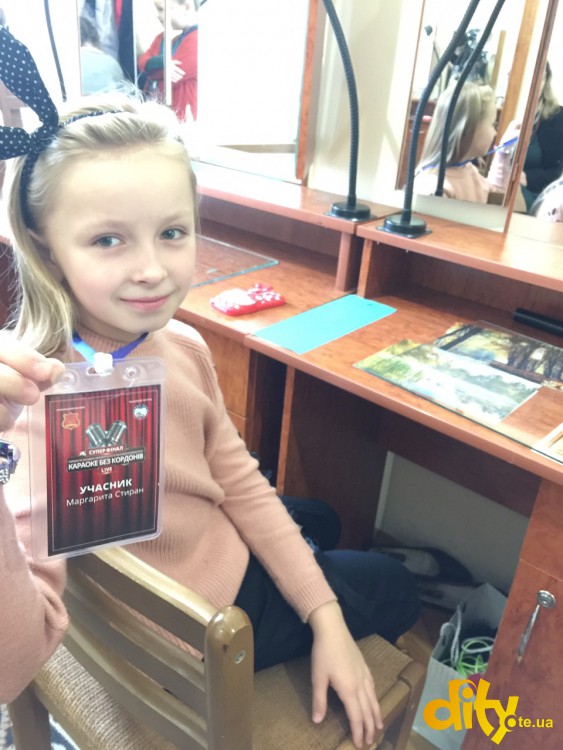 СУПЕР ФІНАЛ
КАРАОКЕ БЕЗ КОРДОНІВ
LIVE
УЧАСНИК
Маргарита Стиран
dity.te.ua